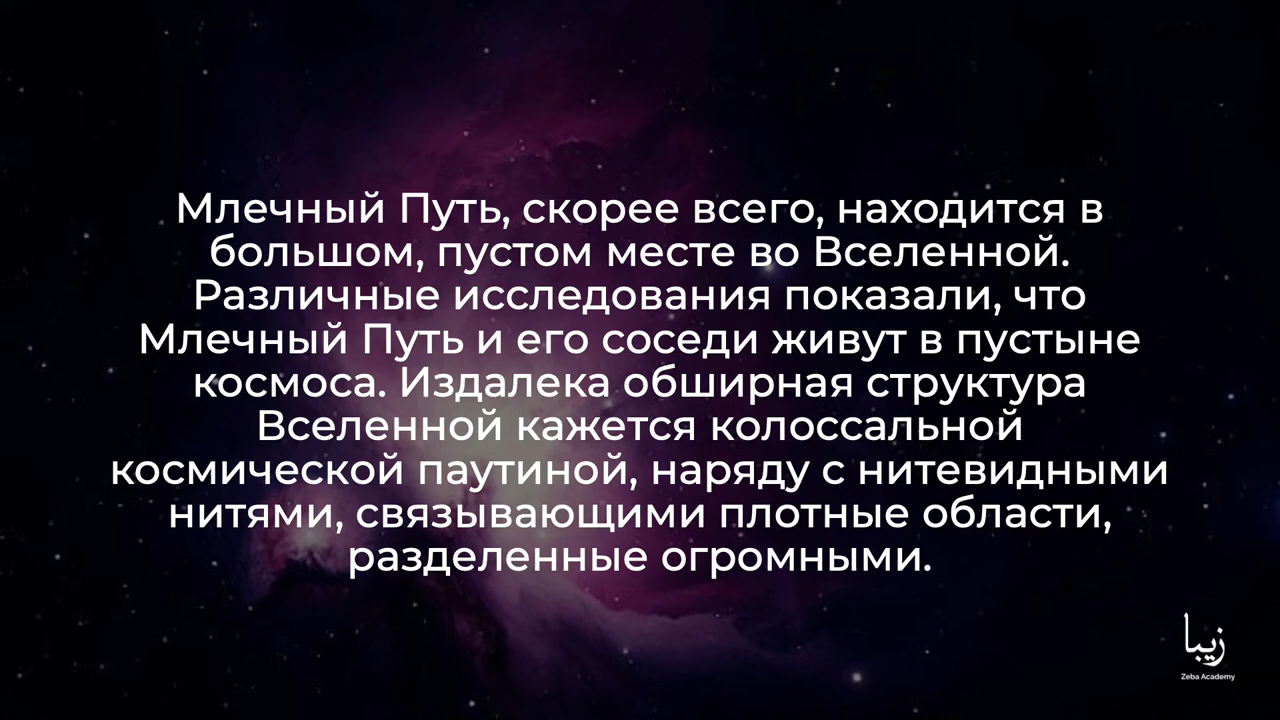 Млечный Путь, скорее всего, находится в
большом, пустом месте во Вселенной.
Различные исследования показали, что
Млечный Путь и его соседи живут в пустыне
космоса. Издалека обширная структура
Вселенной кажется колоссальной
космической паутиной, наряду с нитевидными
нитями, связывающими плотные области,
разделенные огромными.
زيبا
Zeba Academy